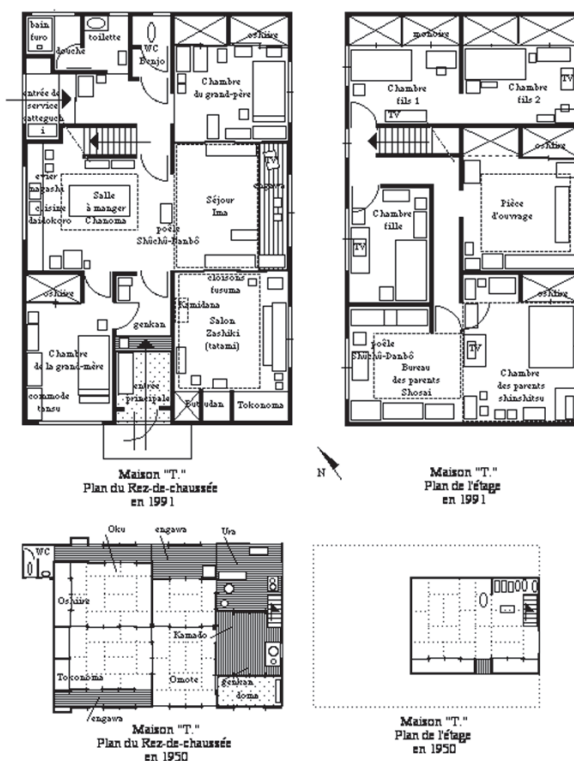 bain
furo
douche
toilette
WC
Benjo
oshiire
Chambre
du grand-père
entrée de
service
catteguch
i
evier
nagashi
cuisine
daidokoro
Salle
à manger
Chanoma
poêle
Shûchû-Danbô
Séjour
Ima
TV
engawa
oshiire
cloisons
fusuma
Kamidana
Salon
Zashiki
(tatami)
genkan
Chambre
de la grand-mère
commode
tansu
entrée
principale
Butsudan
Tokonoma
Maison "T."
Plan du Rez-de-chaussée
en 1991
monoire
Chambre
fils 1
TV
Chambre
fils 2
oshiire
Pièce
d'ouvrage
Chambre
fille
TV
oshiire
poêle
Shûchû-Danbô
Bureau
des parents
Shosai
TV
Chambre
des parents
shinshitsu
N
Maison "T."
Plan de l'étage
en 1991
WC
Oku
engawa
Ura
Oshiire
Kamado
Tokonoma
Omote
genkan
doma
engawa
Maison "T."
Plan du Rez-de-chaussée
en 1950
Maison "T."
Plan de l'étage
en 1950